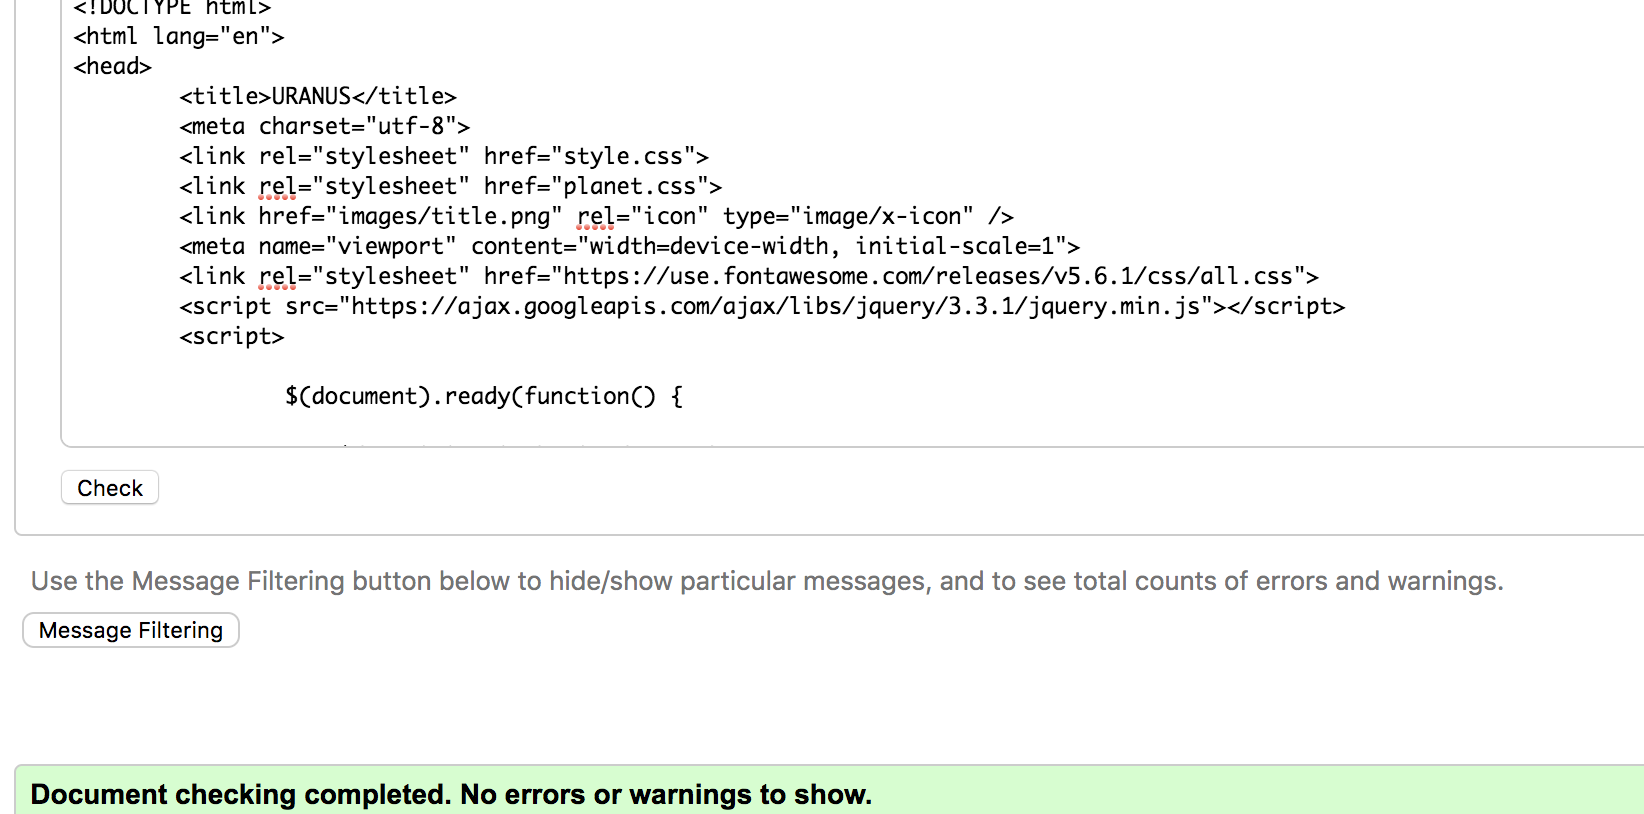 <!DOCTYPE html>
<html lang="en">
<head>
<title>URANUS</title>
<meta charset="utf-8">
<link rel="stylesheet" href="style.css">
<link rel="stylesheet" href="planet.css">
<link href="images/title.png" rel="icon" type="image/x-icon" />
<meta name="viewport" content="width=device-width, initial-scale=1">
<link rel="stylesheet" href="https://use.fontawesome.com/releases/v5.6.1/css/all.css">
<script src="https://ajax.googleapis.com/ajax/libs/jquery/3.3.1/jquery.min.js"></script>
<script>
$(document).ready(function() {
Check
Use the Message Filtering button below to hide/show particular messages, and to see total counts of errors and warnings.
Message Filtering
Document checking completed. No errors or warnings to show.